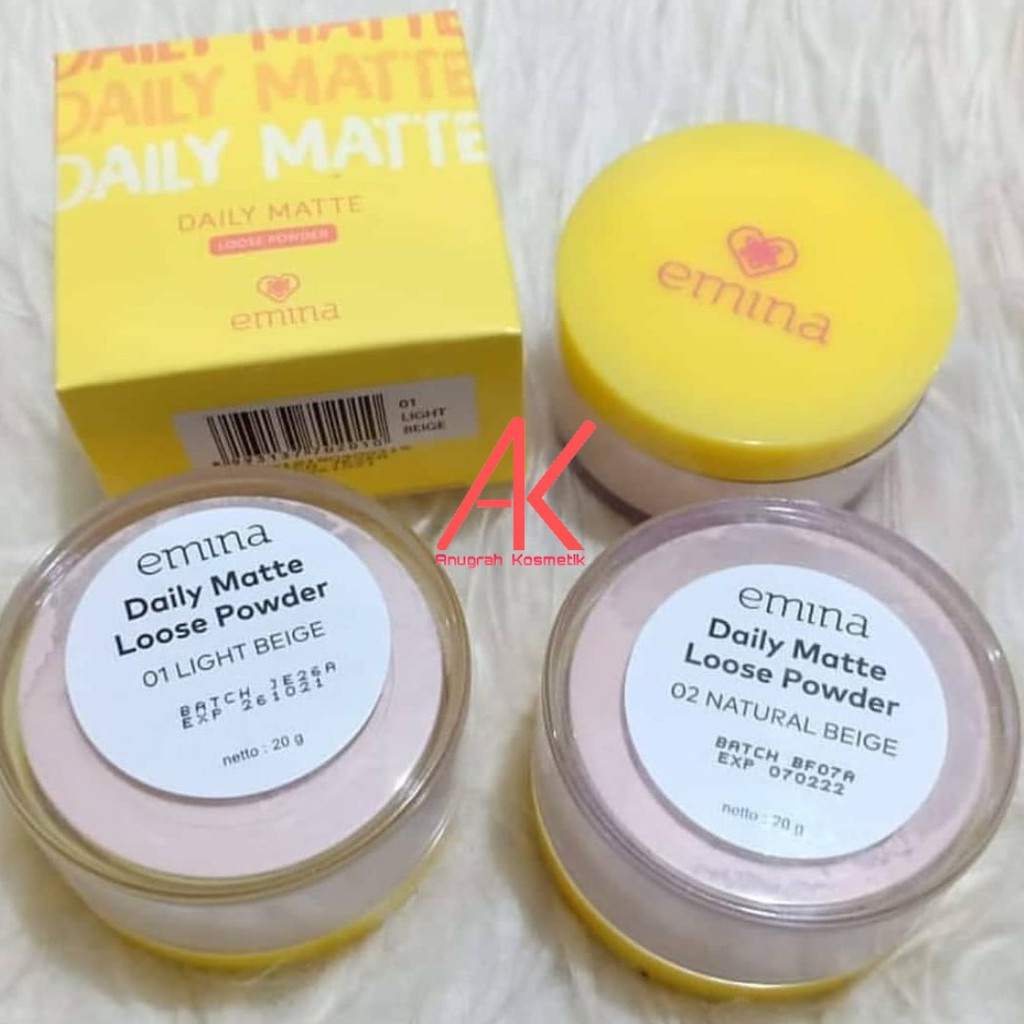 DAILY MATTE
DAILY MATTE
DAILY MATTE
DAILY MATTE
LOOSE POWDER
emina
01
LIGHT
BEIGE
emina
AK
Anugrah Kosmetik
emina
Daily Matte
Loose Powder
01 LIGHT BEIGE
BATCH JE26A
EXP 261021
netto : 20 g
emina
Daily Matte
Loose Powder
02 NATURAL BEIGE
BATCH BF07A
EXP 070222
netto : 20 g